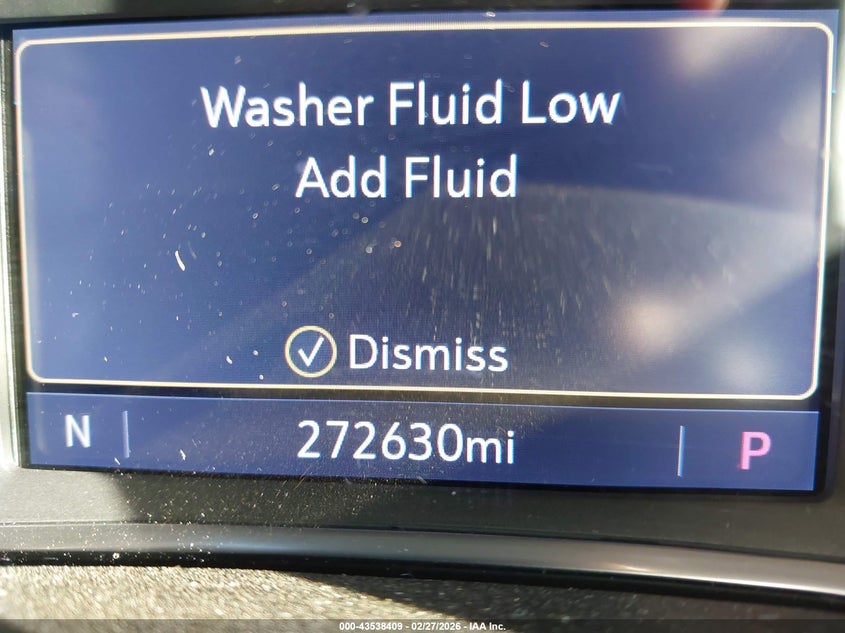 Washer Fluid Low
Add Fluid
Dismiss
N 272630mi P
000-43538409 - 02/27/2026 - IAA Inc.